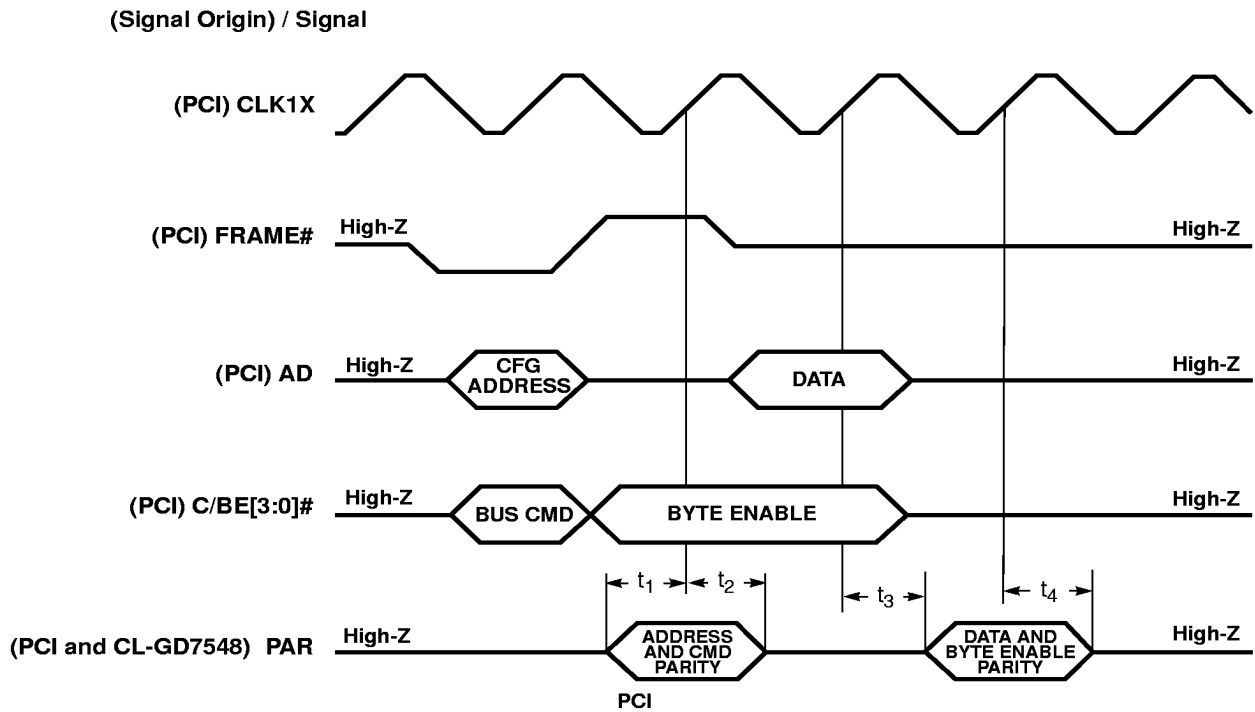 (Signal Origin) / Signal
(PCI) CLK1X
(PCI) FRAME#
High-Z
High-Z
(PCI) AD
High-Z
CFG
ADDRESS
DATA
High-Z
(PCI) C/BE[3:0]#
High-Z
BUS CMD
BYTE ENABLE
High-Z
t1
t2
t3
t4
(PCI and CL-GD7548) PAR
High-Z
ADDRESS
AND CMD
PARITY
DATA AND
BYTE ENABLE
PARITY
High-Z
PCI